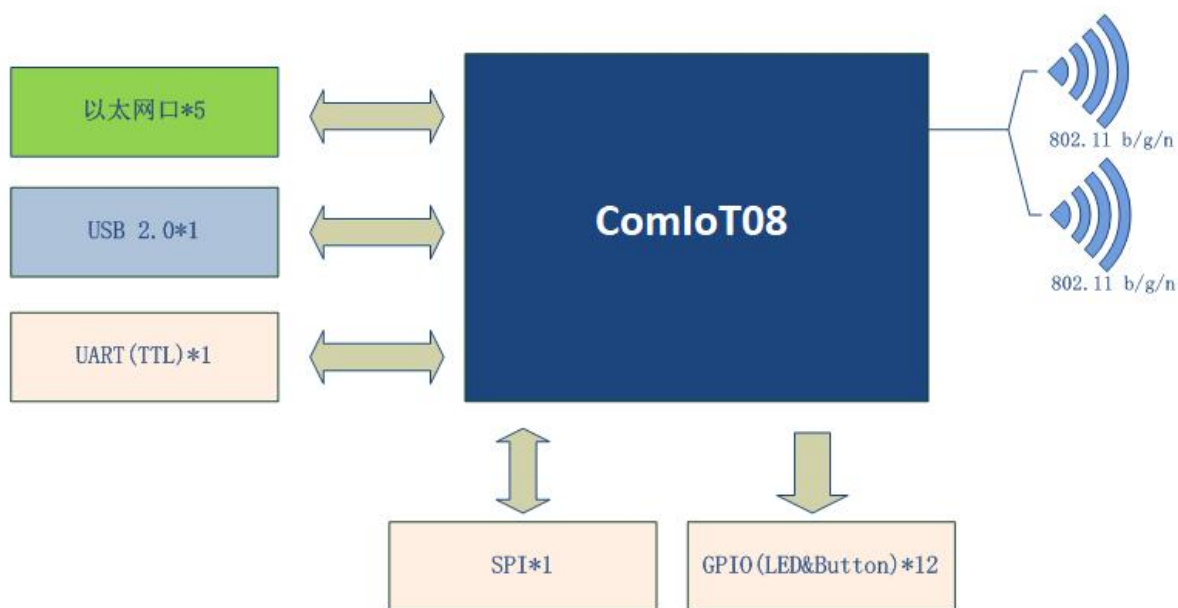 以太网口*5
USB 2.0*1
UART(TTL)*1
ComIoT08
802.11 b/g/n
802.11 b/g/n
SPI*1
GPIO(LED&Button)*12